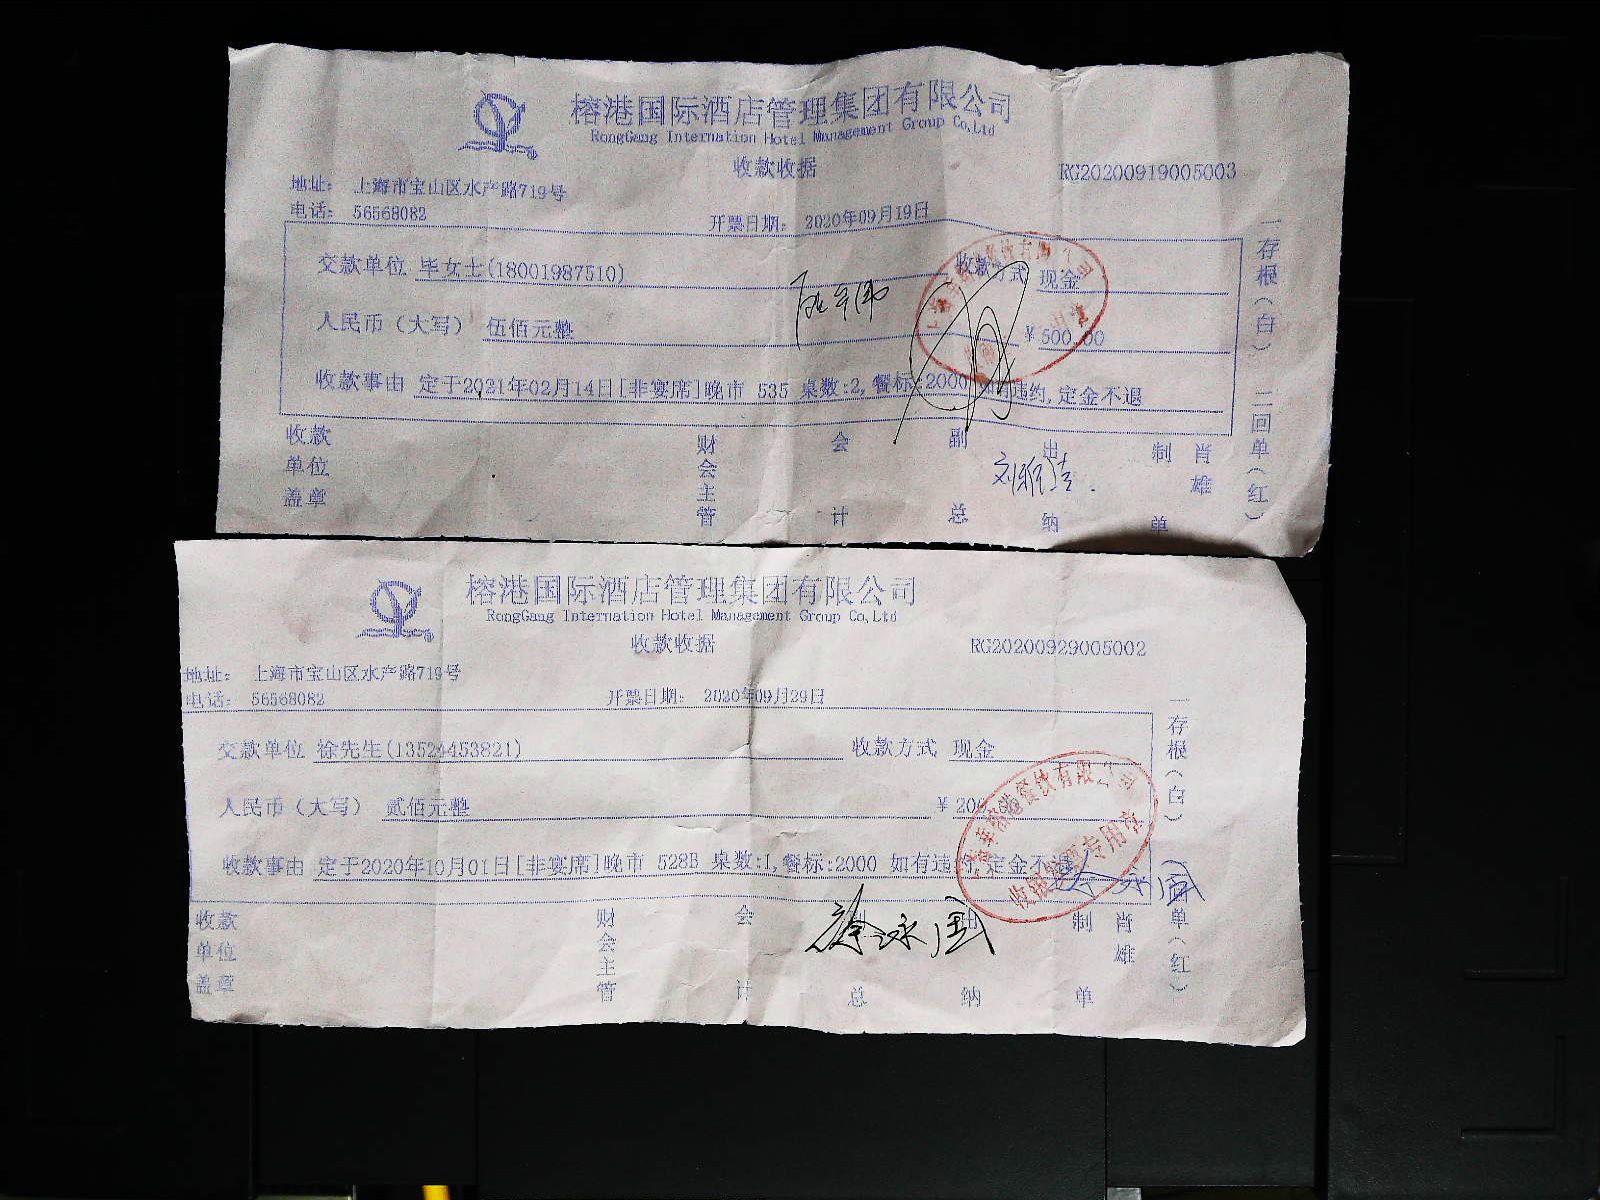 榕港国际酒店管理集团有限公司
RongGang Internation Hotel Management Group Co,Ltd
收款收据
RG20200919005003
地址： 上海市宝山区水产路719号
电话： 56568082
开票日期： 2020年09月19日
交款单位 毕女士(18001987510)
收款方式 现金
人民币（大写） 伍佰元整
￥500.00
收款事由 定于2021年02月14日[非宴席]晚市 535 桌数:2,餐标:2000 违约,定金不退
收款单位盖章
财会主管
会计
副总
出纳
制单
肖雄
一存根（白） 二回单（红）
榕港国际酒店管理集团有限公司
RongGang Internation Hotel Management Group Co,Ltd
收款收据
RG20200929005002
地址： 上海市宝山区水产路719号
电话： 56568082
开票日期： 2020年09月29日
交款单位 徐先生(13524453821)
收款方式 现金
人民币（大写） 贰佰元整
￥20
收款事由 定于2020年10月01日[非宴席]晚市 528B 桌数:1,餐标:2000 如有违约,定金不退
餐饮有限公司
专用章
徐永国
收款单位盖章
财会主管
会计
总
出纳
制单
肖雄
一存根（白）
单（红）